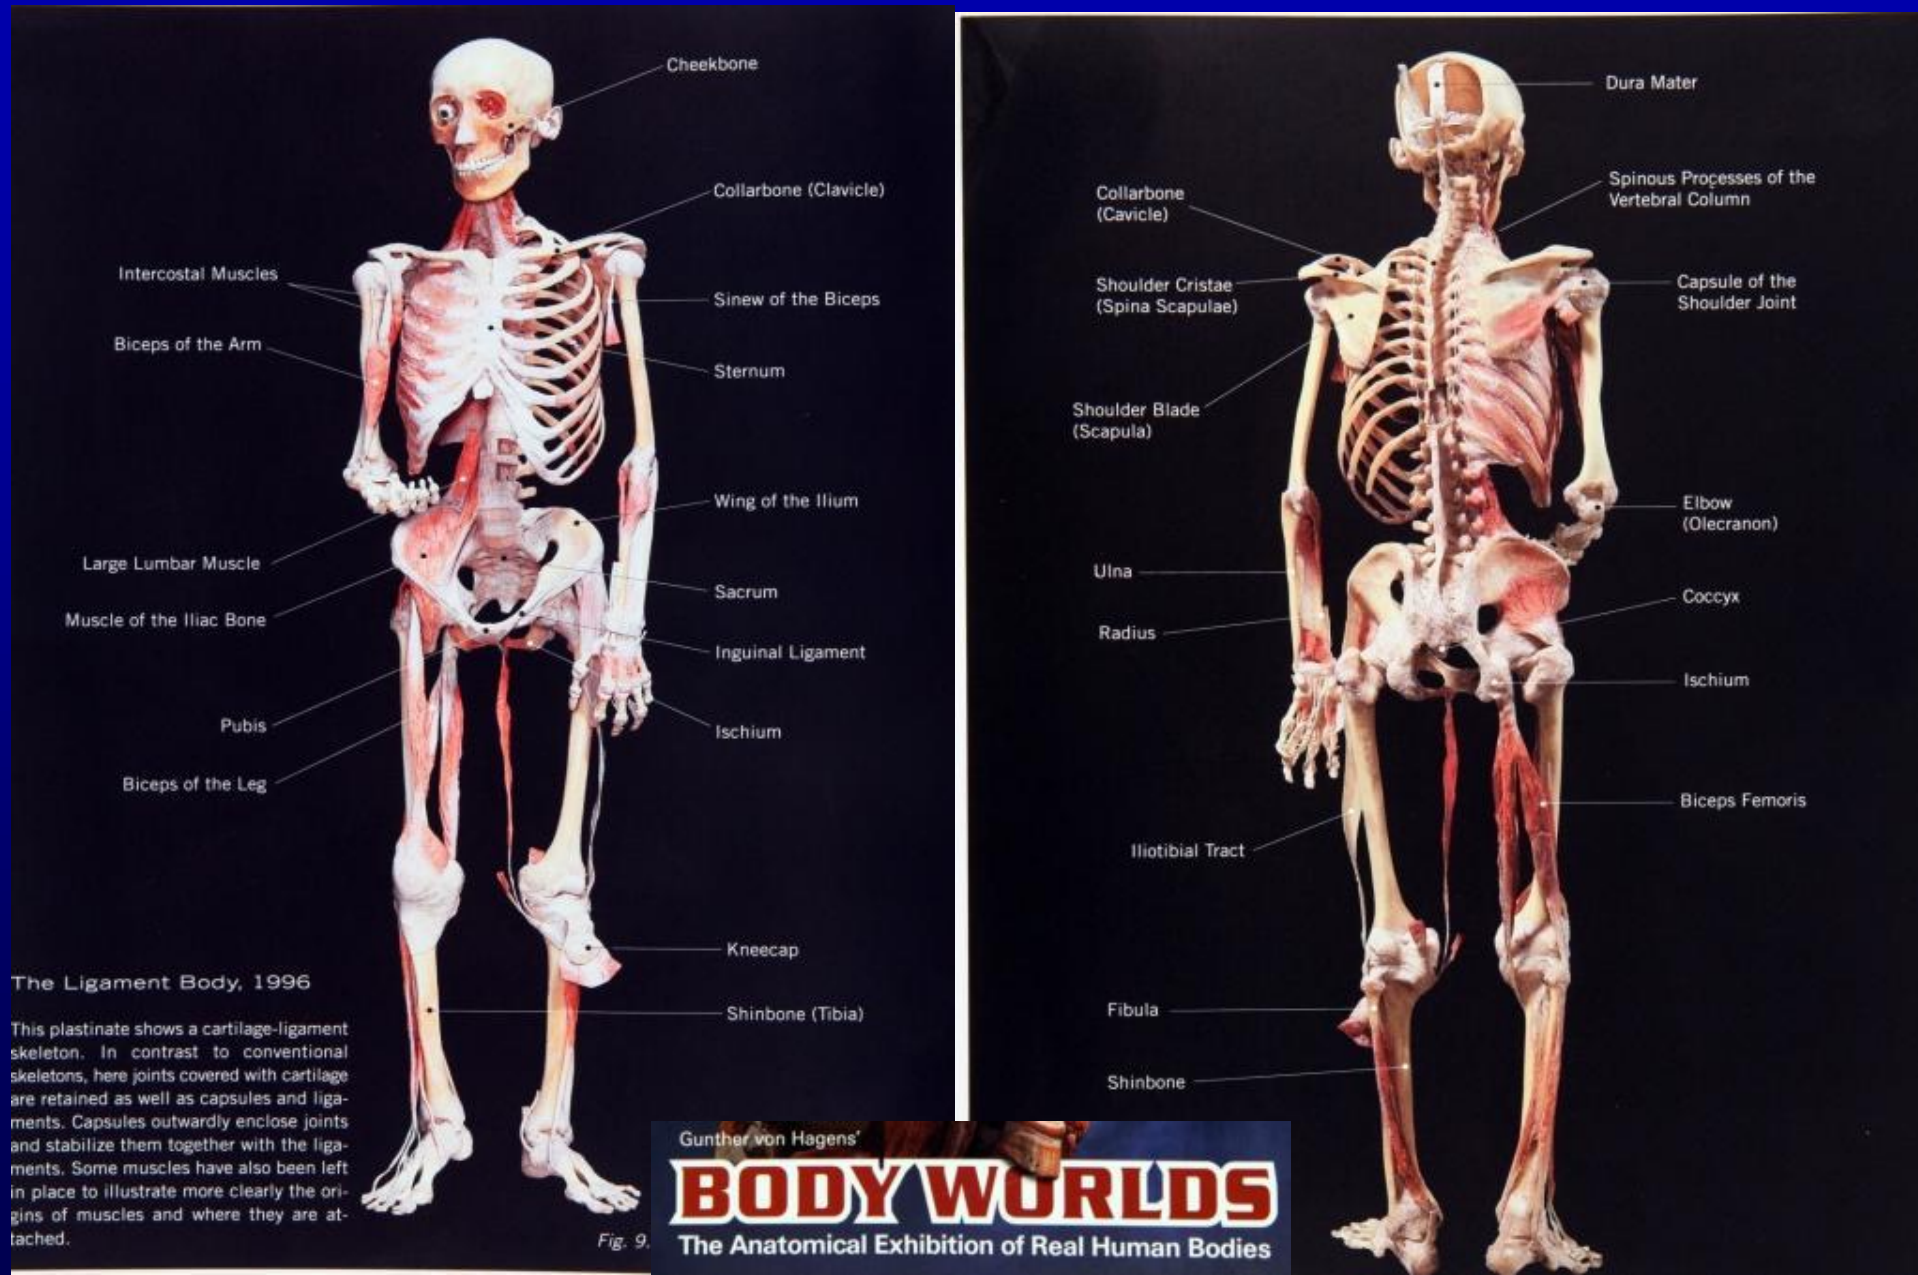 Cheekbone
Collarbone (Clavicle)
Intercostal Muscles
Sinew of the Biceps
Biceps of the Arm
Sternum
Wing of the Ilium
Large Lumbar Muscle
Sacrum
Muscle of the Iliac Bone
Inguinal Ligament
Pubis
Ischium
Biceps of the Leg
Kneecap
Shinbone (Tibia)
The Ligament Body, 1996
This plastinate shows a cartilage-ligament
skeleton. In contrast to conventional
skeletons, here joints covered with cartilage
are retained as well as capsules and liga-
ments. Capsules outwardly enclose joints
and stabilize them together with the liga-
ments. Some muscles have also been left
in place to illustrate more clearly the ori-
gins of muscles and where they are at-
tached.
Fig. 9.
Dura Mater
Spinous Processes of the
Vertebral Column
Collarbone
(Cavicle)
Shoulder Cristae
(Spina Scapulae)
Capsule of the
Shoulder Joint
Shoulder Blade
(Scapula)
Elbow
(Olecranon)
Ulna
Coccyx
Radius
Ischium
Biceps Femoris
Iliotibial Tract
Fibula
Shinbone
Gunther von Hagens'
BODY WORLDS
The Anatomical Exhibition of Real Human Bodies